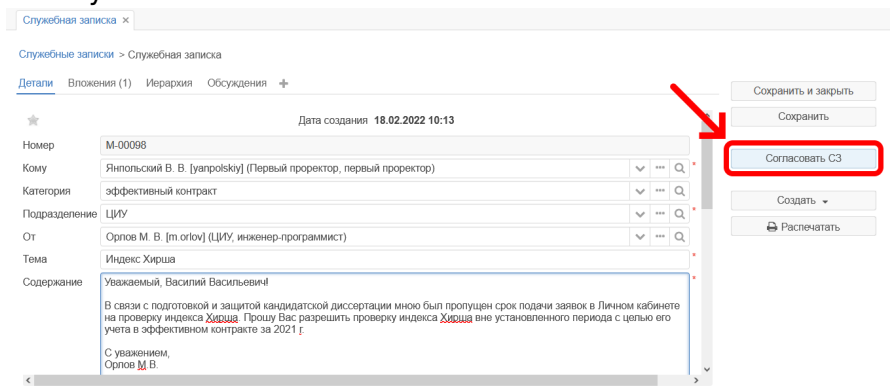 Служебная записка ×
Служебные записки > Служебная записка
Детали Вложения (1) Иерархия Обсуждения +
Сохранить и закрыть
Дата создания 18.02.2022 10:13
Сохранить
Номер M-00098
Согласовать СЗ
Кому Янпольский В. В. [yanpolskiy] (Первый проректор, первый проректор) *
Категория эффективный контракт
Создать
Подразделение ЦИУ *
Распечатать
От Орлов М. В. [m.orlov] (ЦИУ, инженер-программист)
Тема Индекс Хирша *
Содержание Уважаемый, Василий Васильевич! *
В связи с подготовкой и защитой кандидатской диссертации мною был пропущен срок подачи заявок в Личном кабинете
на проверку индекса Хирша. Прошу Вас разрешить проверку индекса Хирша вне установленного периода с целью его
учета в эффективном контракте за 2021 г.
С уважением,
Орлов М.В.